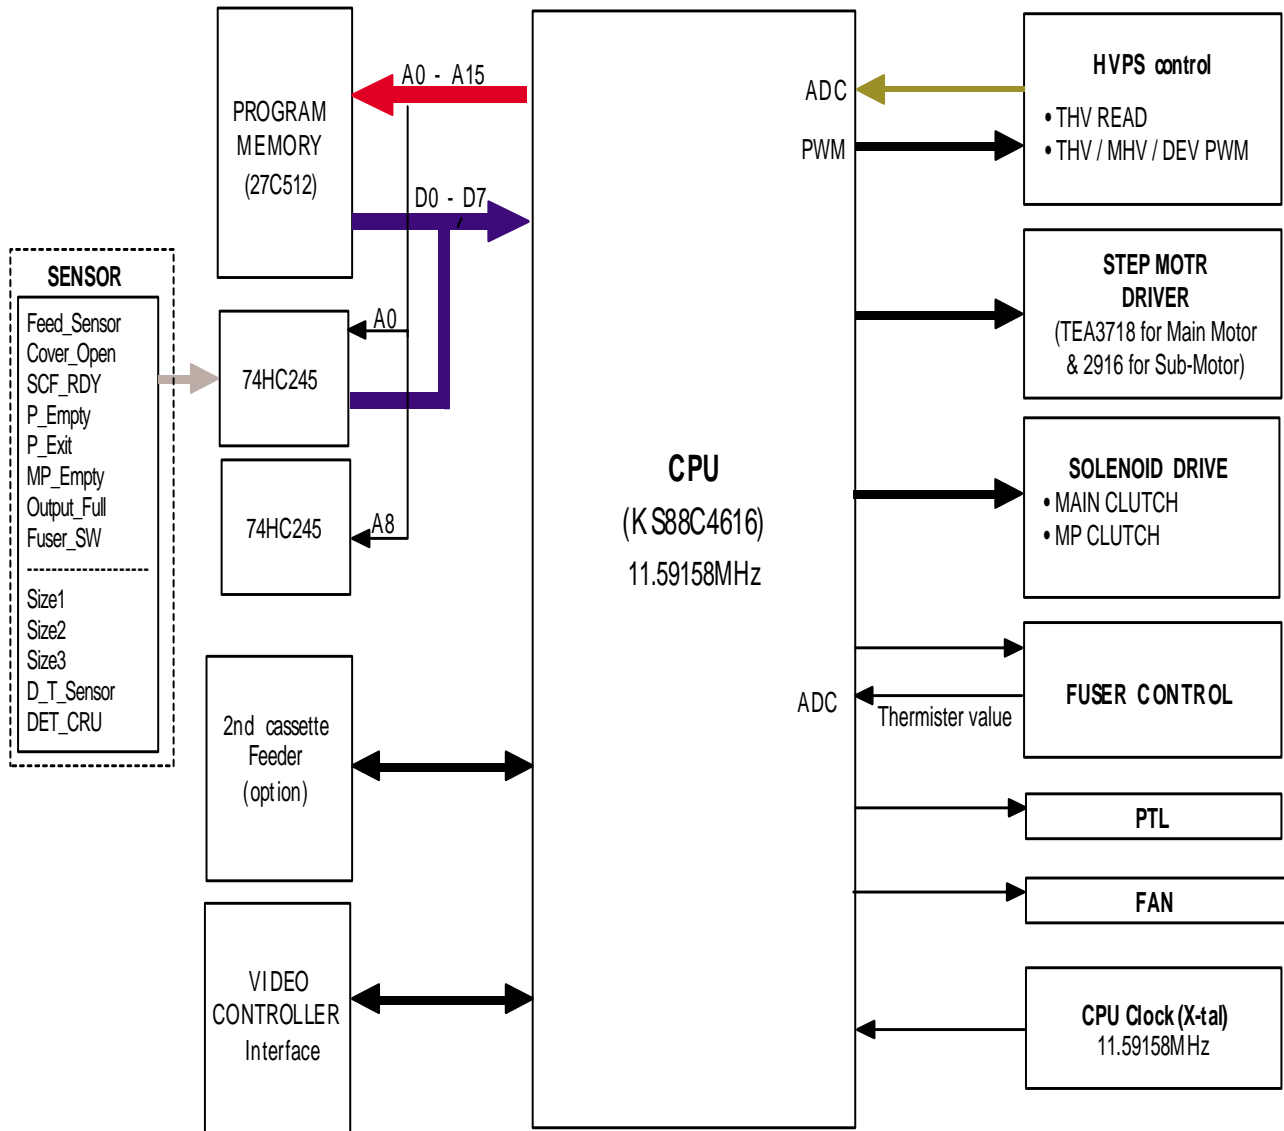 PROGRAM
MEMORY
(27C512)
A0 - A15
D0 - D7
SENSOR
Feed_Sensor
Cover_Open
SCF_RDY
P_Empty
P_Exit
MP_Empty
Output_Full
Fuser_SW
Size1
Size2
Size3
D_T_Sensor
DET_CRU
74HC245
A0
74HC245
A8
2nd cassette
Feeder
(option)
VIDEO
CONTROLLER
Interface
CPU
(KS88C4616)
11.59158MHz
ADC
PWM
ADC
HVPS control
• THV READ
• THV / MHV / DEV PWM
STEP MOTR
DRIVER
(TEA3718 for Main Motor
& 2916 for Sub-Motor)
SOLENOID DRIVE
• MAIN CLUTCH
• MP CLUTCH
Thermister value
FUSER CONTROL
PTL
FAN
CPU Clock (X-tal)
11.59158MHz